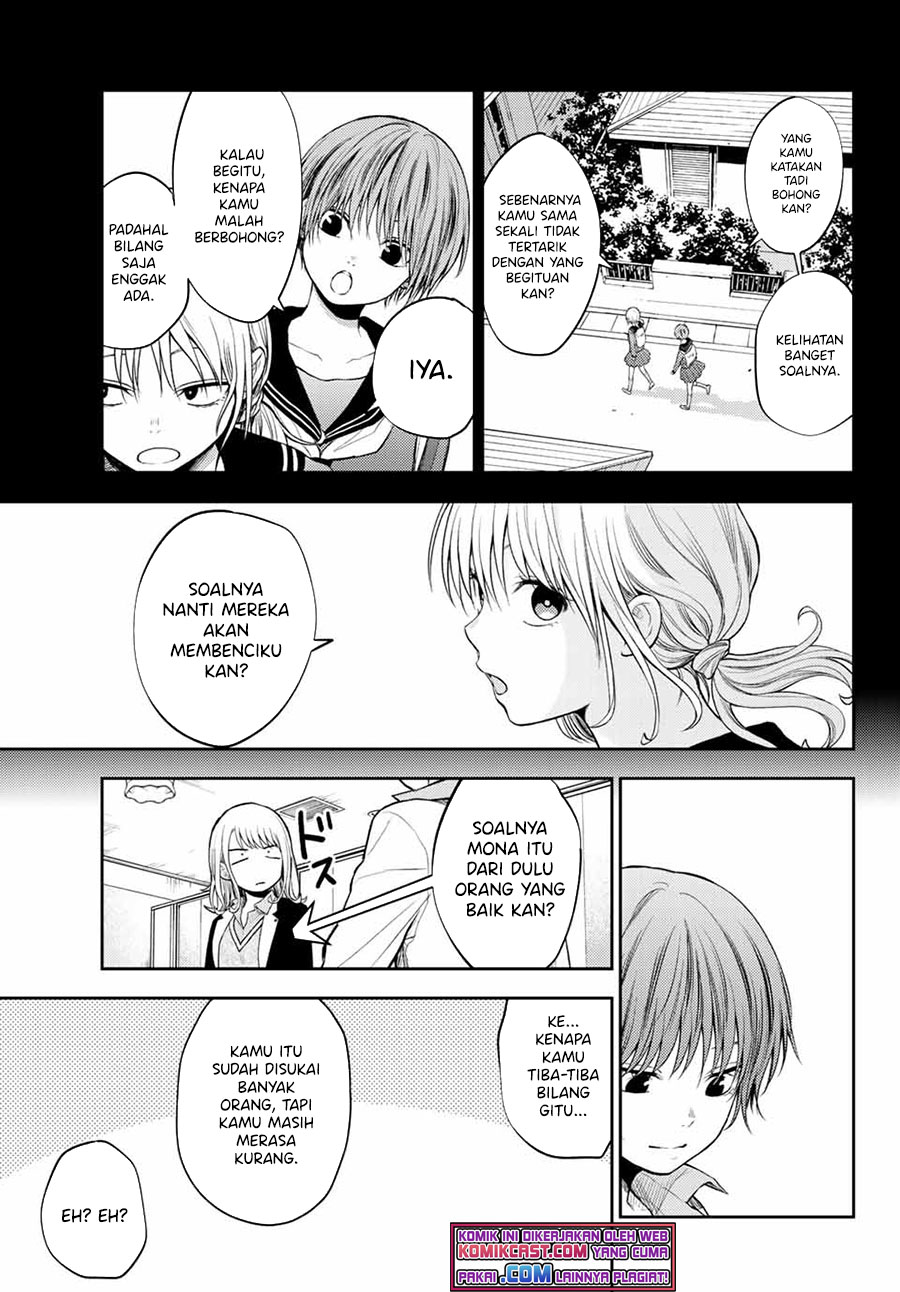 YANG
KAMU
KATAKAN
TADI
BOHONG
KAN?
KELIHATAN
BANGET
SOALNYA.
SEBENARNYA
KAMU SAMA
SEKALI TIDAK
TERTARIK
DENGAN YANG
BEGITUAN
KAN?
IYA.
KALAU
BEGITU,
KENAPA
KAMU
MALAH
BERBOHONG?
PADAHAL
BILANG
SAJA
ENGGAK
ADA.
SOALNYA
NANTI MEREKA
AKAN
MEMBENCIKU
KAN?
SOALNYA
MONA ITU
DARI DULU
ORANG YANG
BAIK KAN?
ドスッ
KE...
KENAPA
KAMU
TIBA-TIBA
BILANG
GITU...
KAMU ITU
SUDAH DISUKAI
BANYAK
ORANG, TAPI
KAMU MASIH
MERASA
KURANG.
EH? EH?
KOMIK INI DIKERJAKAN OLEH WEB
KOMIKCAST.COM YANG CUMA
PAKAI .COM LAINNYA PLAGIAT!